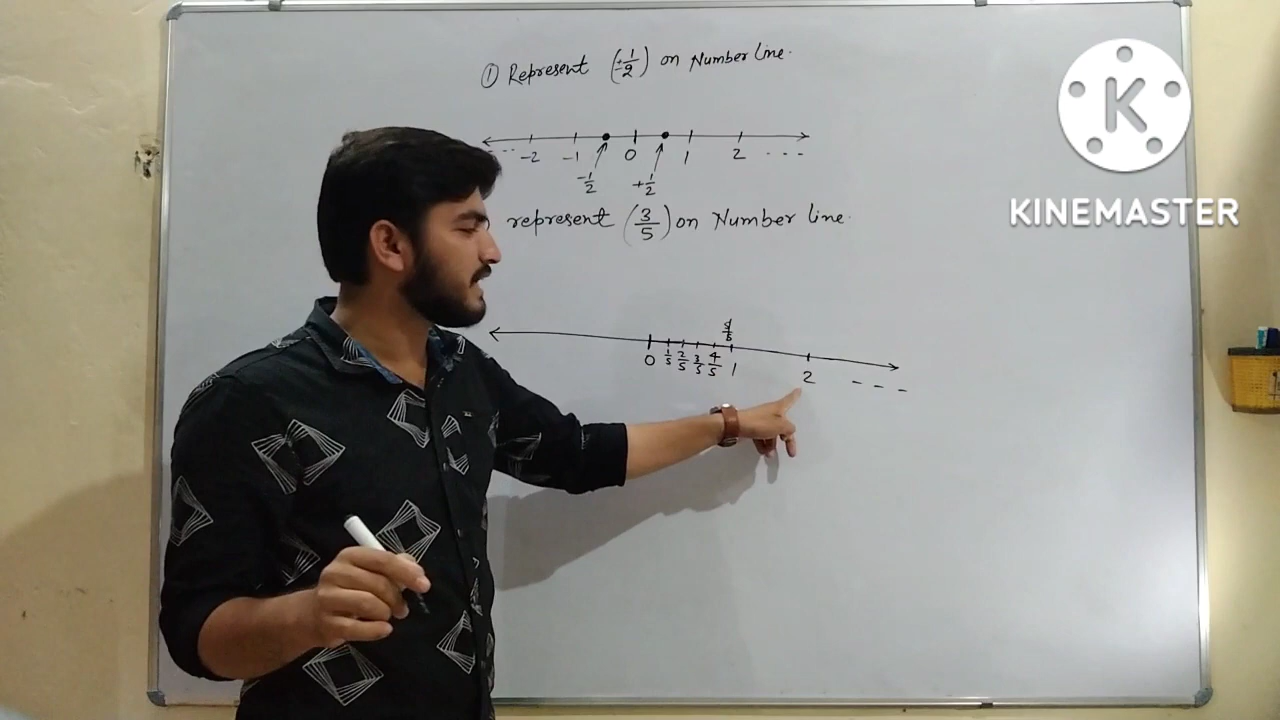 ① Represent (±1/2) on Number line.
-2 -1 0 1 2 ...
-1/2 +1/2
represent (3/5) on Number line.
5/5
0 1/5 2/5 3/5 4/5 1 2 ---
K
KINEMASTER